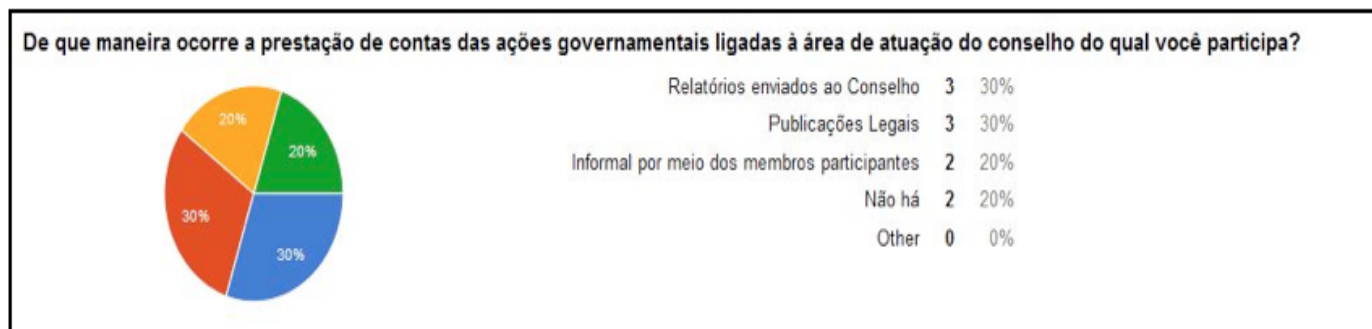 De que maneira ocorre a prestação de contas das ações governamentais ligadas à área de atuação do conselho do qual você participa?
20%
20%
30%
30%
Relatórios enviados ao Conselho 3 30%
Publicações Legais 3 30%
Informal por meio dos membros participantes 2 20%
Não há 2 20%
Other 0 0%